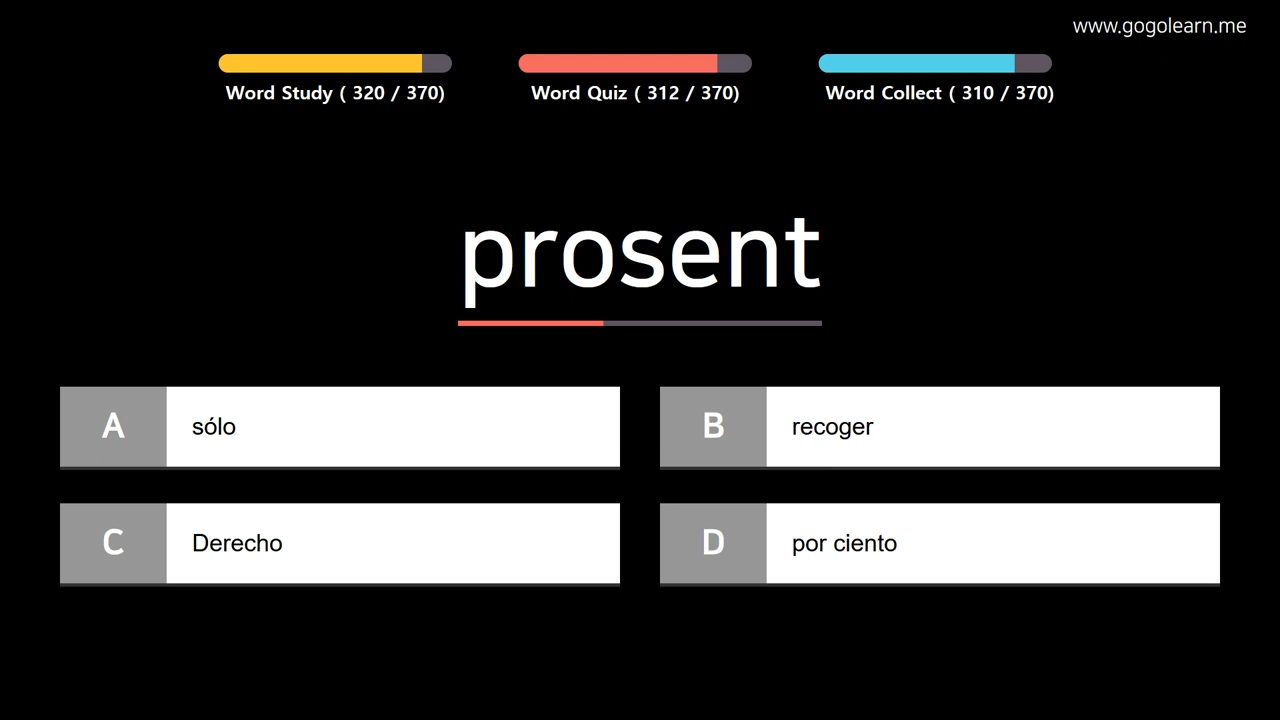 www.gogolearn.me
Word Study ( 320 / 370)
Word Quiz ( 312 / 370)
Word Collect ( 310 / 370)
prosent
A sólo
B recoger
C Derecho
D por ciento